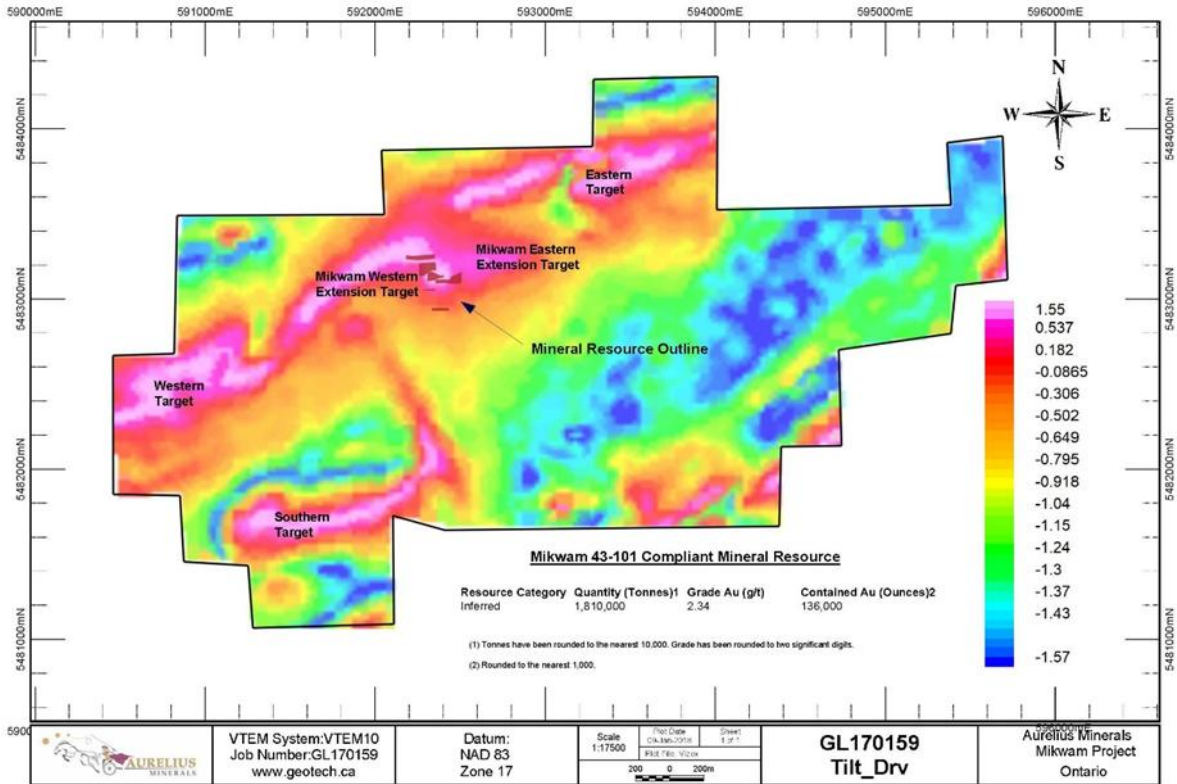 590000mE 591000mE 592000mE 593000mE 594000mE 595000mE 596000mE
5484000mN
5483000mN
5482000mN
5481000mN
5484000mN
5483000mN
5482000mN
5481000mN
N
W E
S
Eastern
Target
Mikwam Eastern
Extension Target
Mikwam Western
Extension Target
Mineral Resource Outline
Western
Target
Southern
Target
1.55
0.537
0.182
-0.0865
-0.306
-0.502
-0.649
-0.795
-0.918
-1.04
-1.15
-1.24
-1.3
-1.37
-1.43
-1.57
Mikwam 43-101 Compliant Mineral Resource
Resource Category Quantity (Tonnes)1 Grade Au (g/t) Contained Au (Ounces)2
Inferred 1,810,000 2.34 136,000
(1) Tonnes have been rounded to the nearest 10,000. Grade has been rounded to two significant digits.
(2) Rounded to the nearest 1,000.
AURELIUS
MINERALS
VTEM System:VTEM10
Job Number:GL170159
www.geotech.ca
Datum:
NAD 83
Zone 17
Scale
1:17500
Plot Date
Sheet
200 0 200m
GL170159
Tilt_Drv
Aurelius Minerals
Mikwam Project
Ontario